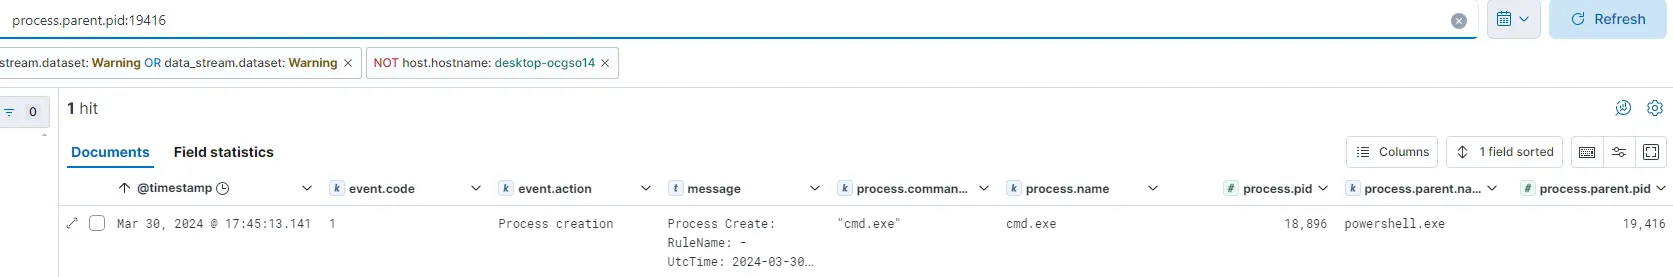 process.parent.pid:19416
Refresh
stream.dataset: Warning OR data_stream.dataset: Warning
NOT host.hostname: desktop-ocgso14
0
1 hit
Documents
Field statistics
Columns
1 field sorted
@timestamp
k event.code
k event.action
t message
k process.comman...
k process.name
# process.pid
k process.parent.na...
# process.parent.pid
Mar 30, 2024 @ 17:45:13.141
1
Process creation
Process Create:
RuleName: -
UtcTime: 2024-03-30...
"cmd.exe"
cmd.exe
18,896
powershell.exe
19,416